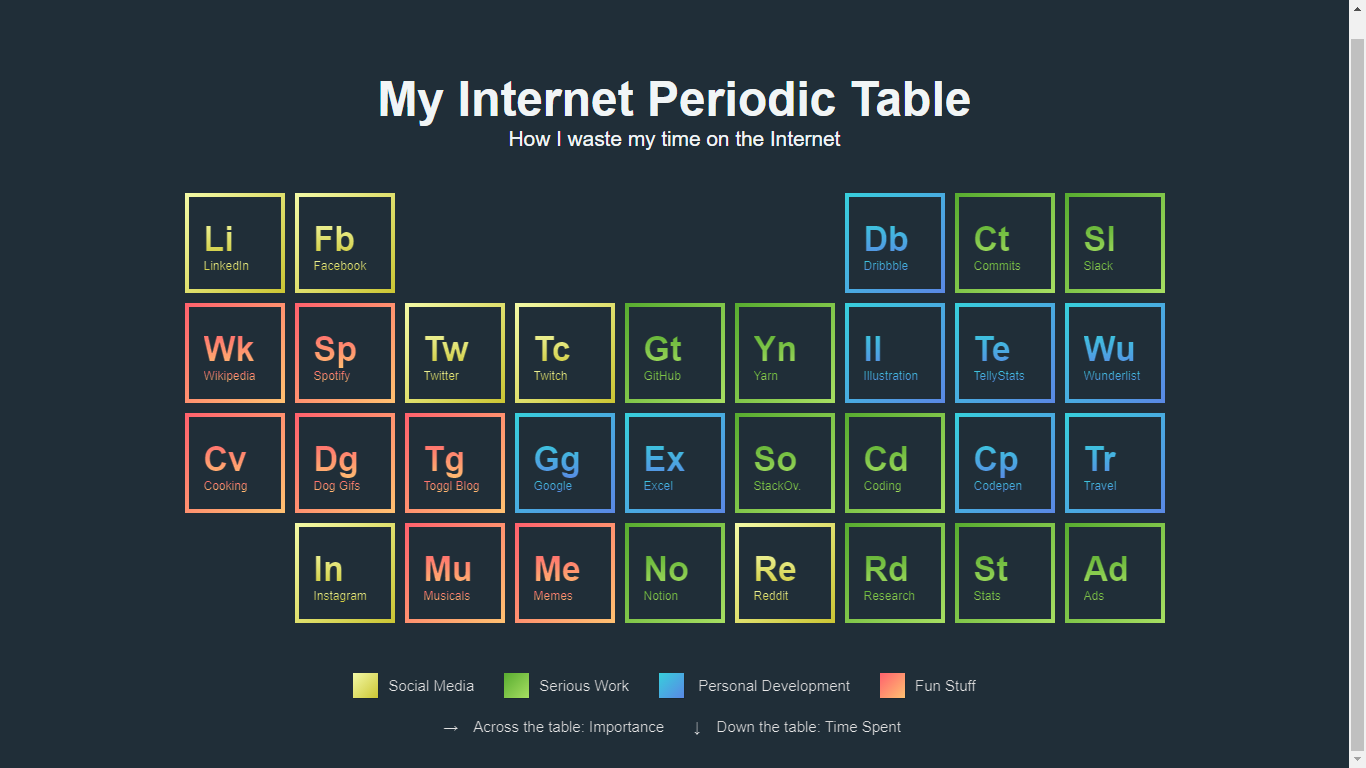 My Internet Periodic Table
How I waste my time on the Internet
Li Fb Db Ct Sl
LinkedIn Facebook Dribbble Commits Slack
Wk Sp Tw Tc Gt Yn Il Te Wu
Wikipedia Spotify Twitter Twitch GitHub Yarn Illustration TellyStats Wunderlist
Cv Dg Tg Gg Ex So Cd Cp Tr
Cooking Dog Gifs Toggl Blog Google Excel StackOv. Coding Codepen Travel
In Mu Me No Re Rd St Ad
Instagram Musicals Memes Notion Reddit Research Stats Ads
Social Media Serious Work Personal Development Fun Stuff
→ Across the table: Importance ↓ Down the table: Time Spent